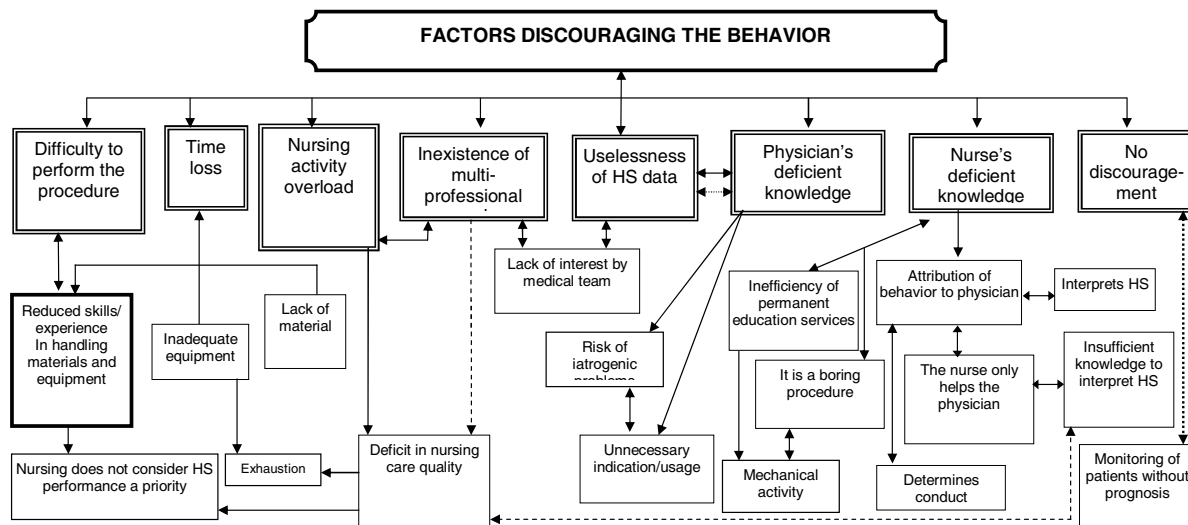 FACTORS DISCOURAGING THE BEHAVIOR
Difficulty to
perform the
procedure
Time
loss
Nursing
activity
overload
Inexistence of
multi-
professional
Uselessness
of HS data
Physician's
deficient
knowledge
Nurse's
deficient
knowledge
No
discourage-
ment
Lack of interest by
medical team
Inefficiency of
permanent
education services
Attribution of
behavior to physician
Interprets HS
Reduced skills/
experience
In handling
materials and
equipment
Inadequate
equipment
Lack of
material
Risk of
iatrogenic
problems
It is a boring
procedure
The nurse only
helps the
physician
Insufficient
knowledge to
interpret HS
Nursing does not consider HS
performance a priority
Exhaustion
Deficit in nursing
care quality
Unnecessary
indication/usage
Mechanical
activity
Determines
conduct
Monitoring of
patients without
prognosis